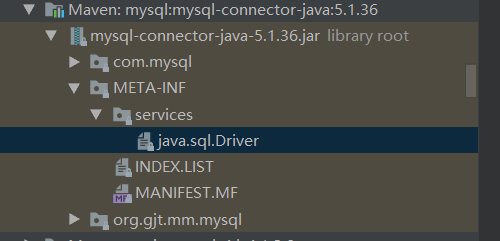 Maven: mysql:mysql-connector-java:5.1.36
mysql-connector-java-5.1.36.jar library root
com.mysql
META-INF
services
java.sql.Driver
INDEX.LIST
MF MANIFEST.MF
org.gjt.mm.mysql